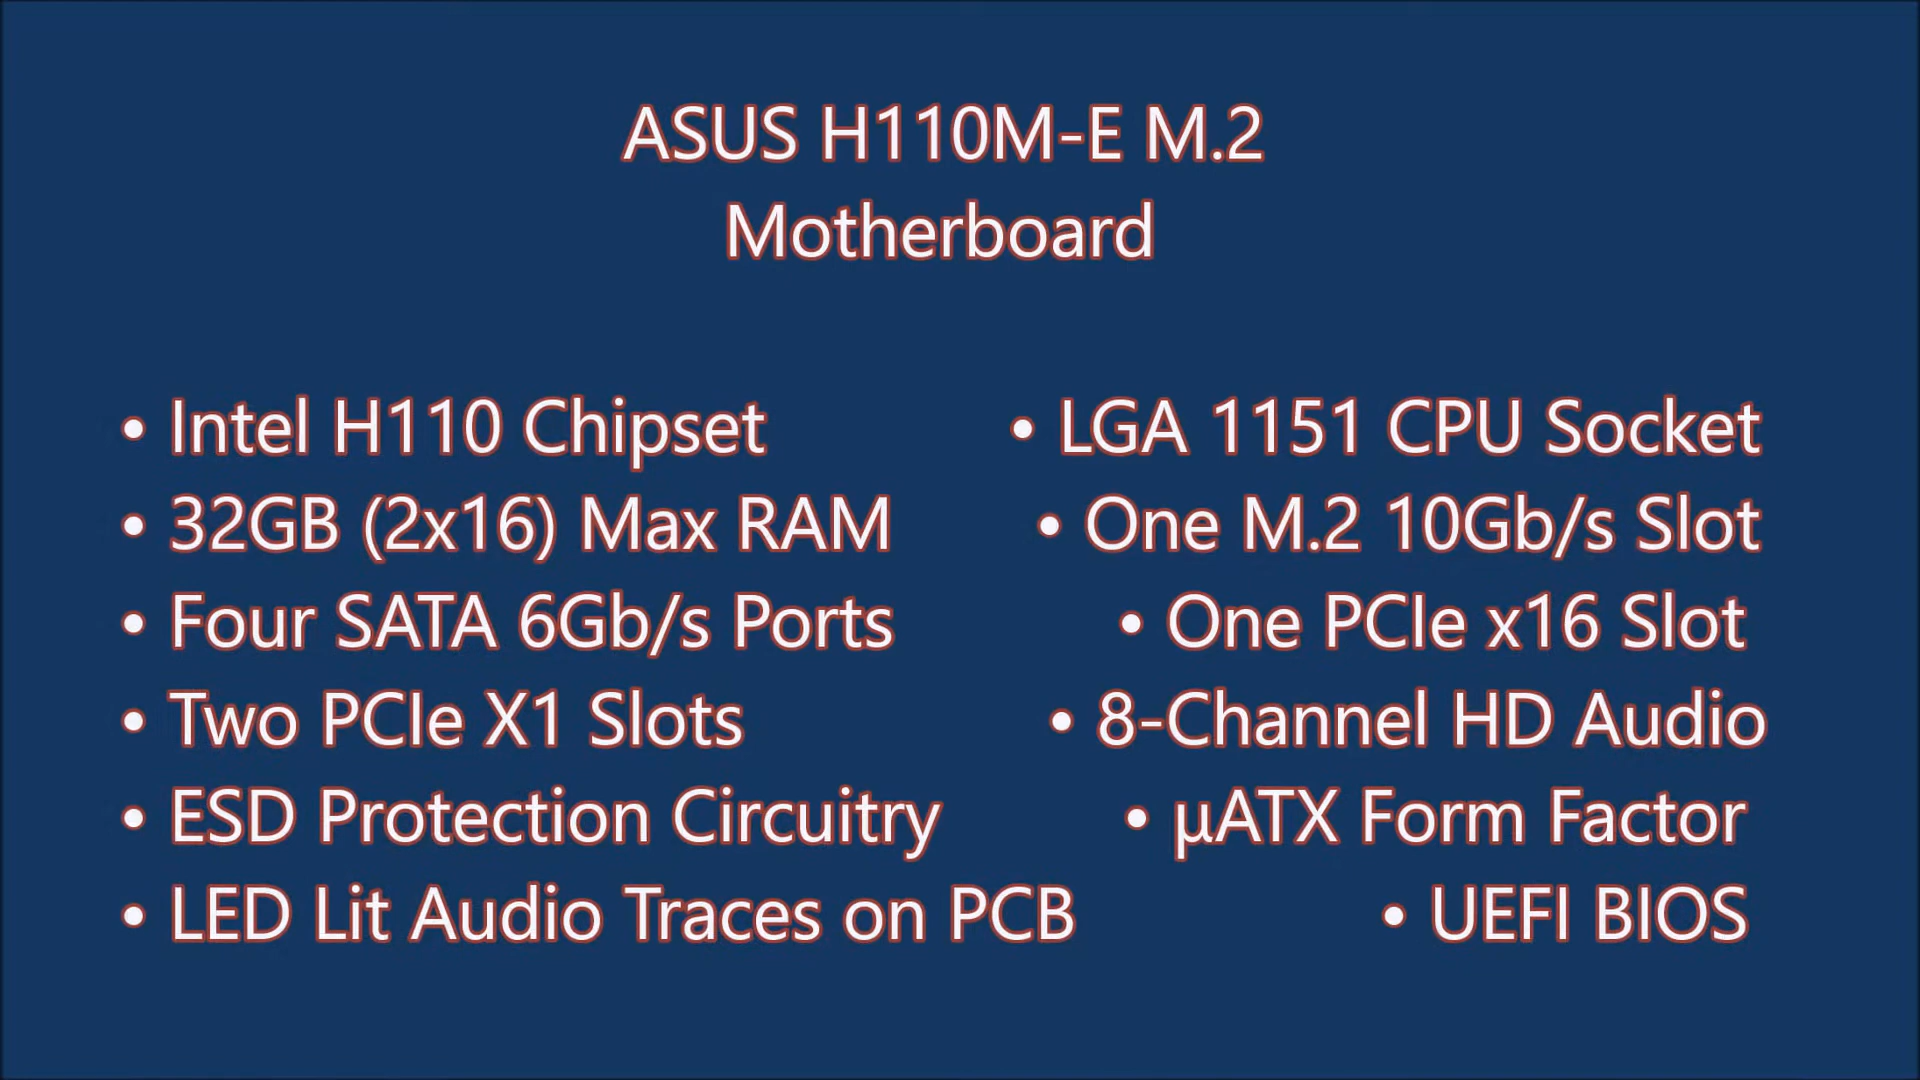 ASUS H110M-E M.2
Motherboard
• Intel H110 Chipset
• 32GB (2x16) Max RAM
• Four SATA 6Gb/s Ports
• Two PCIe X1 Slots
• ESD Protection Circuitry
• LED Lit Audio Traces on PCB
• LGA 1151 CPU Socket
• One M.2 10Gb/s Slot
• One PCIe x16 Slot
• 8-Channel HD Audio
• µATX Form Factor
• UEFI BIOS